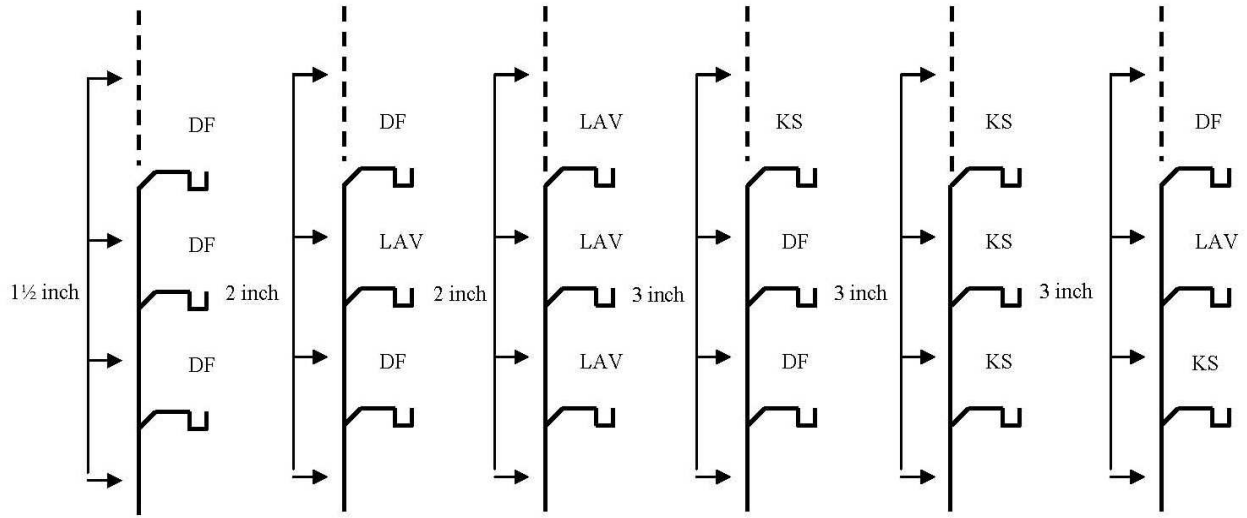 DF DF LAV KS KS DF
DF LAV LAV DF KS LAV
1½ inch 2 inch 2 inch 3 inch 3 inch 3 inch
DF DF LAV DF KS KS